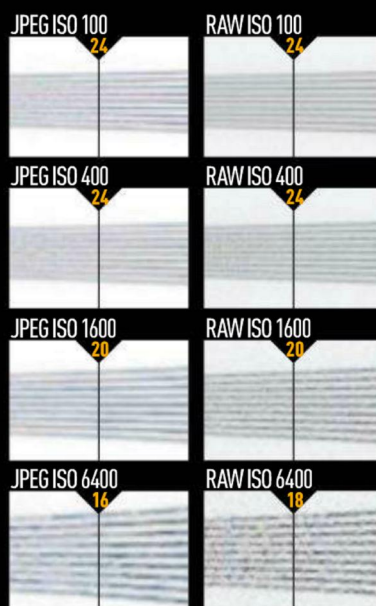 JPEG ISO 100 RAW ISO 100
24 24
JPEG ISO 400 RAW ISO 400
24 24
JPEG ISO 1600 RAW ISO 1600
20 20
JPEG ISO 6400 RAW ISO 6400
16 18